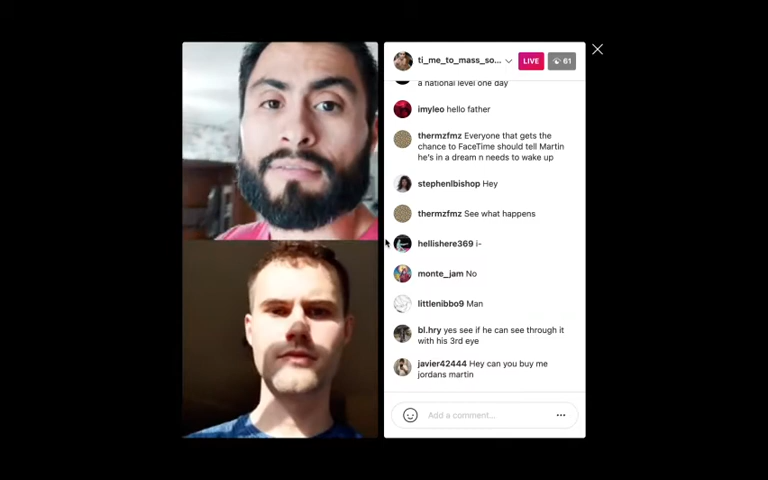 ti_me_to_mass_so...
LIVE
61
a national level one day
imyleo hello father
thermzfmz Everyone that gets the
chance to FaceTime should tell Martin
he's in a dream n needs to wake up
stephenlbishop Hey
thermzfmz See what happens
hellishere369 i-
monte_jam No
littlenibbo9 Man
bl.hry yes see if he can see through it
with his 3rd eye
javier42444 Hey can you buy me
jordans martin
Add a comment...